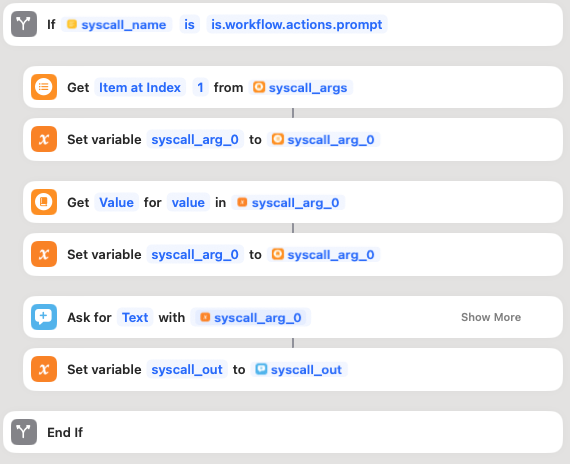 If syscall_name is is.workflow.actions.prompt
Get Item at Index 1 from syscall_args
Set variable syscall_arg_0 to syscall_arg_0
Get Value for value in syscall_arg_0
Set variable syscall_arg_0 to syscall_arg_0
Ask for Text with syscall_arg_0 Show More
Set variable syscall_out to syscall_out
End If